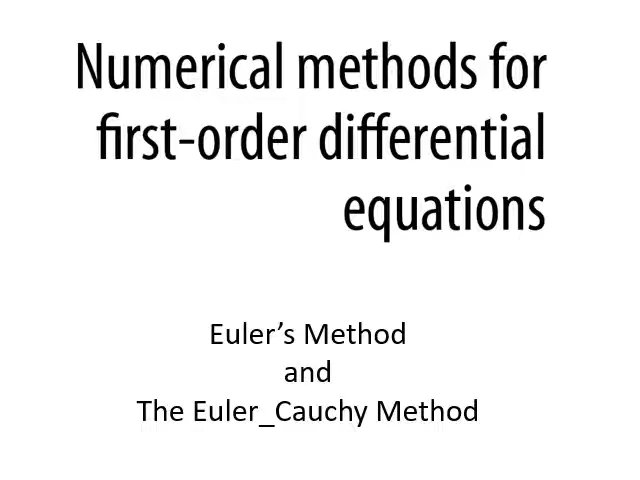 Numerical methods for
first-order differential
equations
Euler’s Method
and
The Euler_Cauchy Method